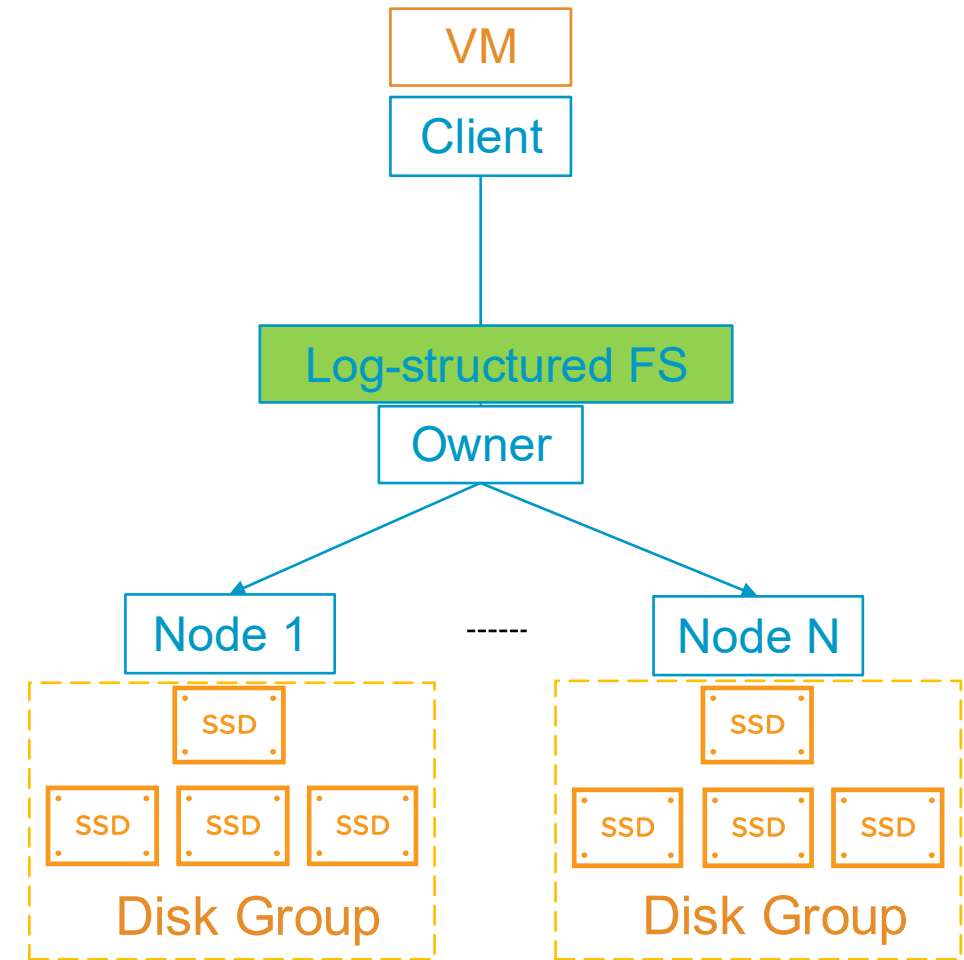 VM
Client
Log-structured FS
Owner
Node 1
Node N
SSD
SSD SSD SSD
Disk Group
SSD
SSD SSD SSD
Disk Group